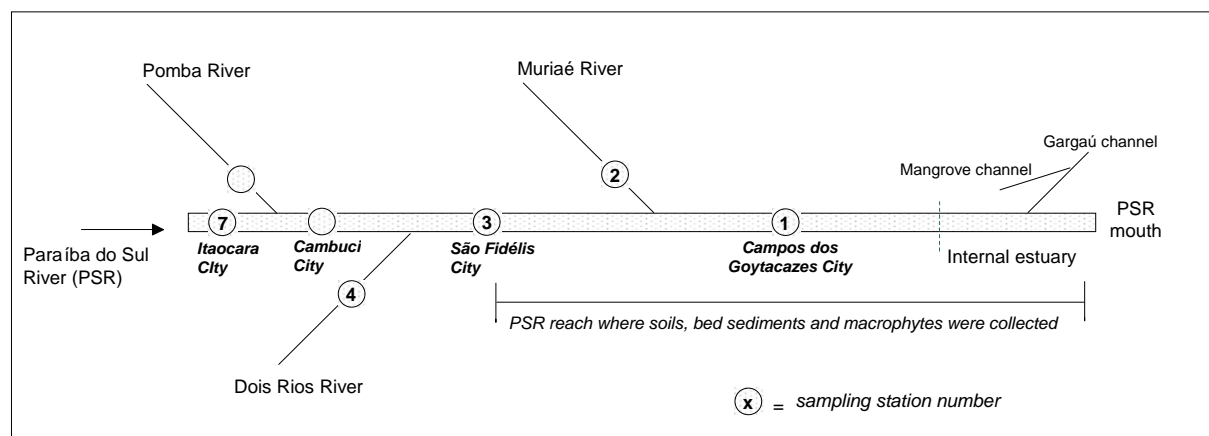 Pomba River
Muriaé River
Gargaú channel
Mangrove channel
2
7
3
1
PSR
mouth
Paraíba do Sul
River (PSR)
Itaocara
CIty
Cambuci
City
São Fidélis
City
Campos dos
Goytacazes City
Internal estuary
4
PSR reach where soils, bed sediments and macrophytes were collected
Dois Rios River
x = sampling station number